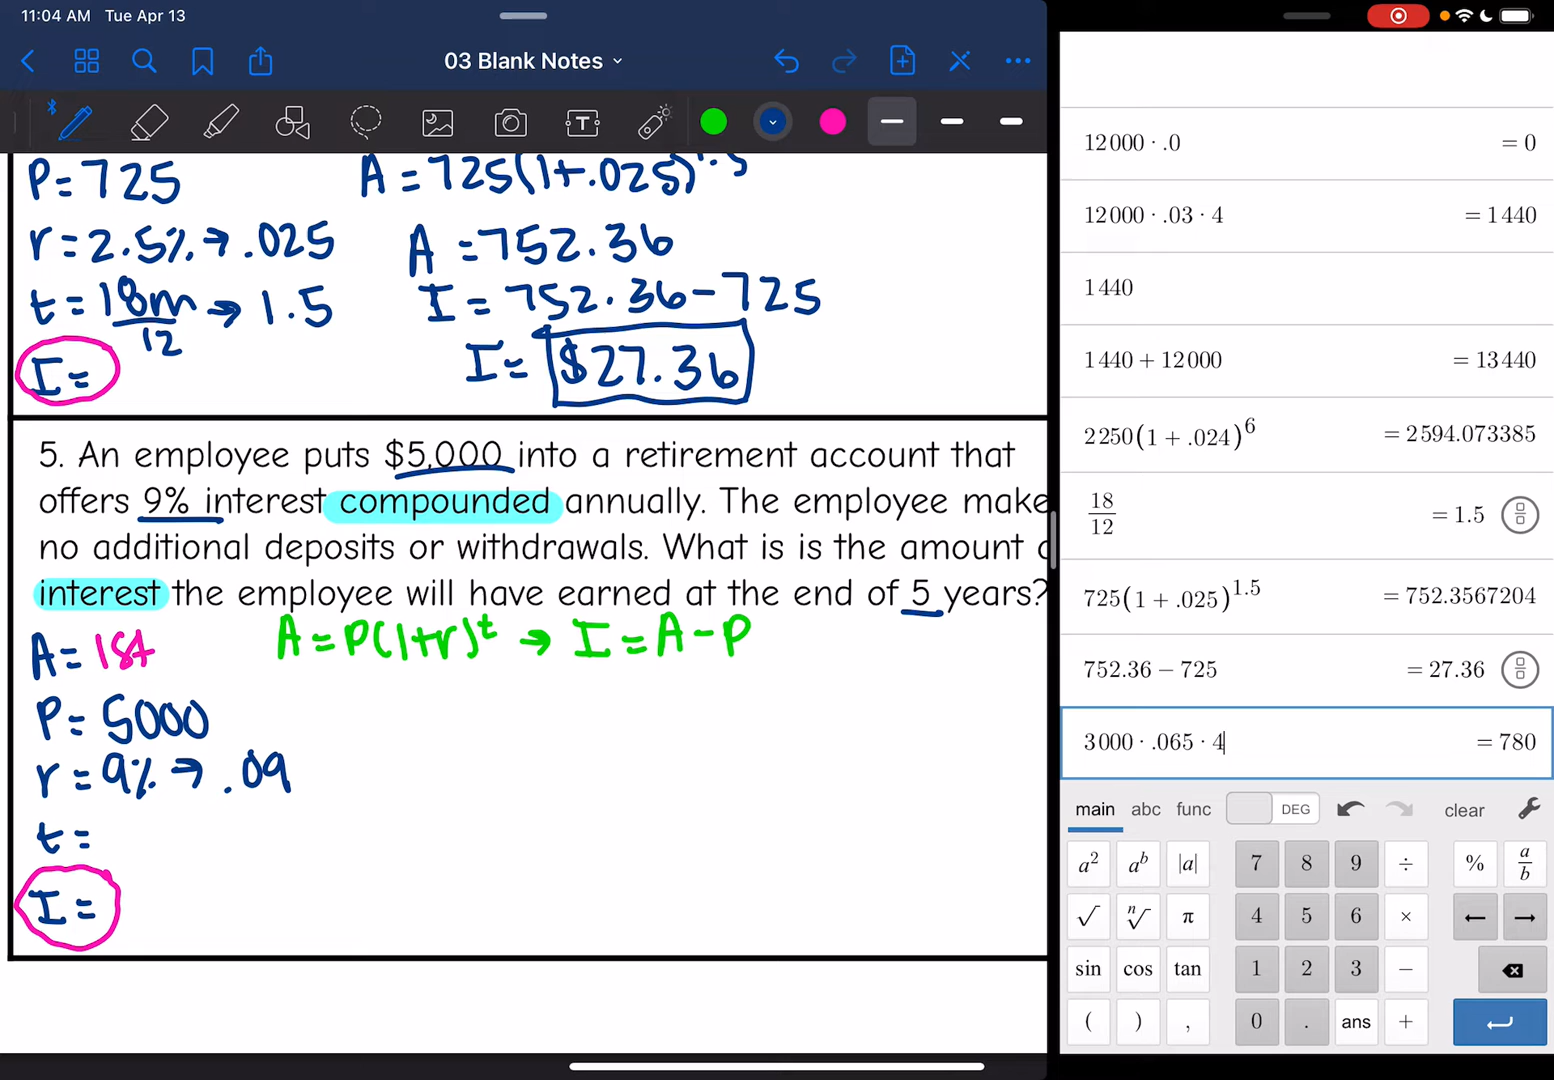 11:04 AM Tue Apr 13
03 Blank Notes
T
P=725
A=725(1+.025)^1.5
r=2.5%→.025
A=752.36
t=18m/12→1.5
I=752.36-725
I=
I=$27.36
5. An employee puts $5,000 into a retirement account that
offers 9% interest compounded annually. The employee make
no additional deposits or withdrawals. What is is the amount
interest the employee will have earned at the end of 5 years?
A=1st
A=P(1+r)^t→I=A-P
P=5000
r=9%→.09
t=
I=
12000·.0 =0
12000·.03·4 =1440
1440
1440+12000 =13440
2250(1+.024)^6 =2594.073385
18/12 =1.5
725(1+.025)^1.5 =752.3567204
752.36−725 =27.36
3000·.065·4 =780
main abc func DEG clear
a² a^b |a| 7 8 9 ÷ % a/b
√ ⁿ√ π 4 5 6 × ← →
sin cos tan 1 2 3 −
( ) , 0 . ans +